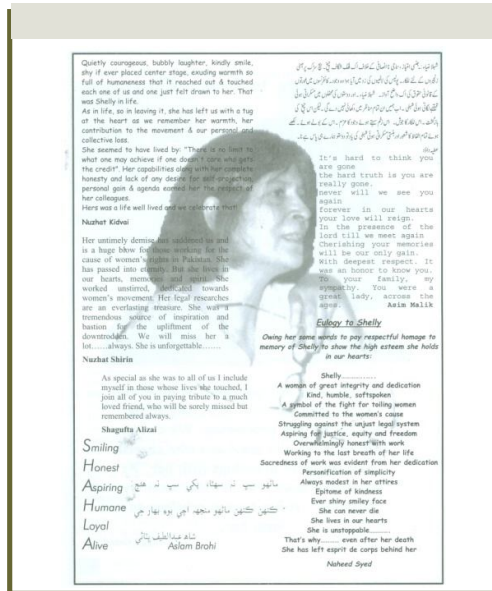 Quietly courageous, bubbly laughter, kindly smile,
shy if ever placed center stage, exuding warmth so
full of humaneness that it reached out & touched
each one of us and one just felt drawn to her. That
was Shelly in life.
As in life, so in leaving it, she has left us with a tug
at the heart as we remember her warmth, her
contribution to the movement & our personal and
collective loss.
She seemed to have lived by: "There is no limit to
what one may achieve if one doesn't care who gets
the credit". Her capabilities along with her complete
honesty and lack of any desire for self-projection,
personal gain & agenda earned her the respect of
her colleagues.
Hers was a life well lived and we celebrate that!
Nuzhat Kidvai
Her untimely demise has saddened us and
is a huge blow for those working for the
cause of women's rights in Pakistan. She
has passed into eternity. But she lives in
our hearts, memories and spirit. She
worked unstirred, dedicated towards
women's movement. Her legal researches
are an everlasting treasure. She was a
tremendous source of inspiration and
bastion for the upliftment of the
downtrodden. We will miss her a
lot......always. She is unforgettable.......
Nuzhat Shirin
As special as she was to all of us I include
myself in those whose lives she touched, I
join all of you in paying tribute to a much
loved friend, who will be sorely missed but
remembered always.
Shagufta Alizai
Smiling
Honest
Aspiring
Humane
Loyal
Alive
شاهه عبداللطيف ڀٽائي
Aslam Brohi
It's hard to think you
are gone
the hard truth is you are
really gone.
never will we see you
again
forever in our hearts
your love will reign.
In the presence of the
lord till we meet again
Cherishing your memories
will be our only gain.
With deepest respect. It
was an honor to know you.
To your family, my
sympathy. You were a
great lady, across the
ages. Asim Malik
Eulogy to Shelly
Owing her some words to pay respectful homage to
memory of Shelly to show the high esteem she holds
in our hearts:
Shelly...............
A woman of great integrity and dedication
Kind, humble, softspoken
A symbol of the fight for toiling women
Committed to the women's cause
Struggling against the unjust legal system
Aspiring for justice, equity and freedom
Overwhelmingly honest with work
Working to the last breath of her life
Sacredness of work was evident from her dedication
Personification of simplicity
Always modest in her attires
Epitome of kindness
Ever shiny smiley face
She can never die
She lives in our hearts
She is unstoppable...........
That's why......... even after her death
She has left esprit de corps behind her
Naheed Syed